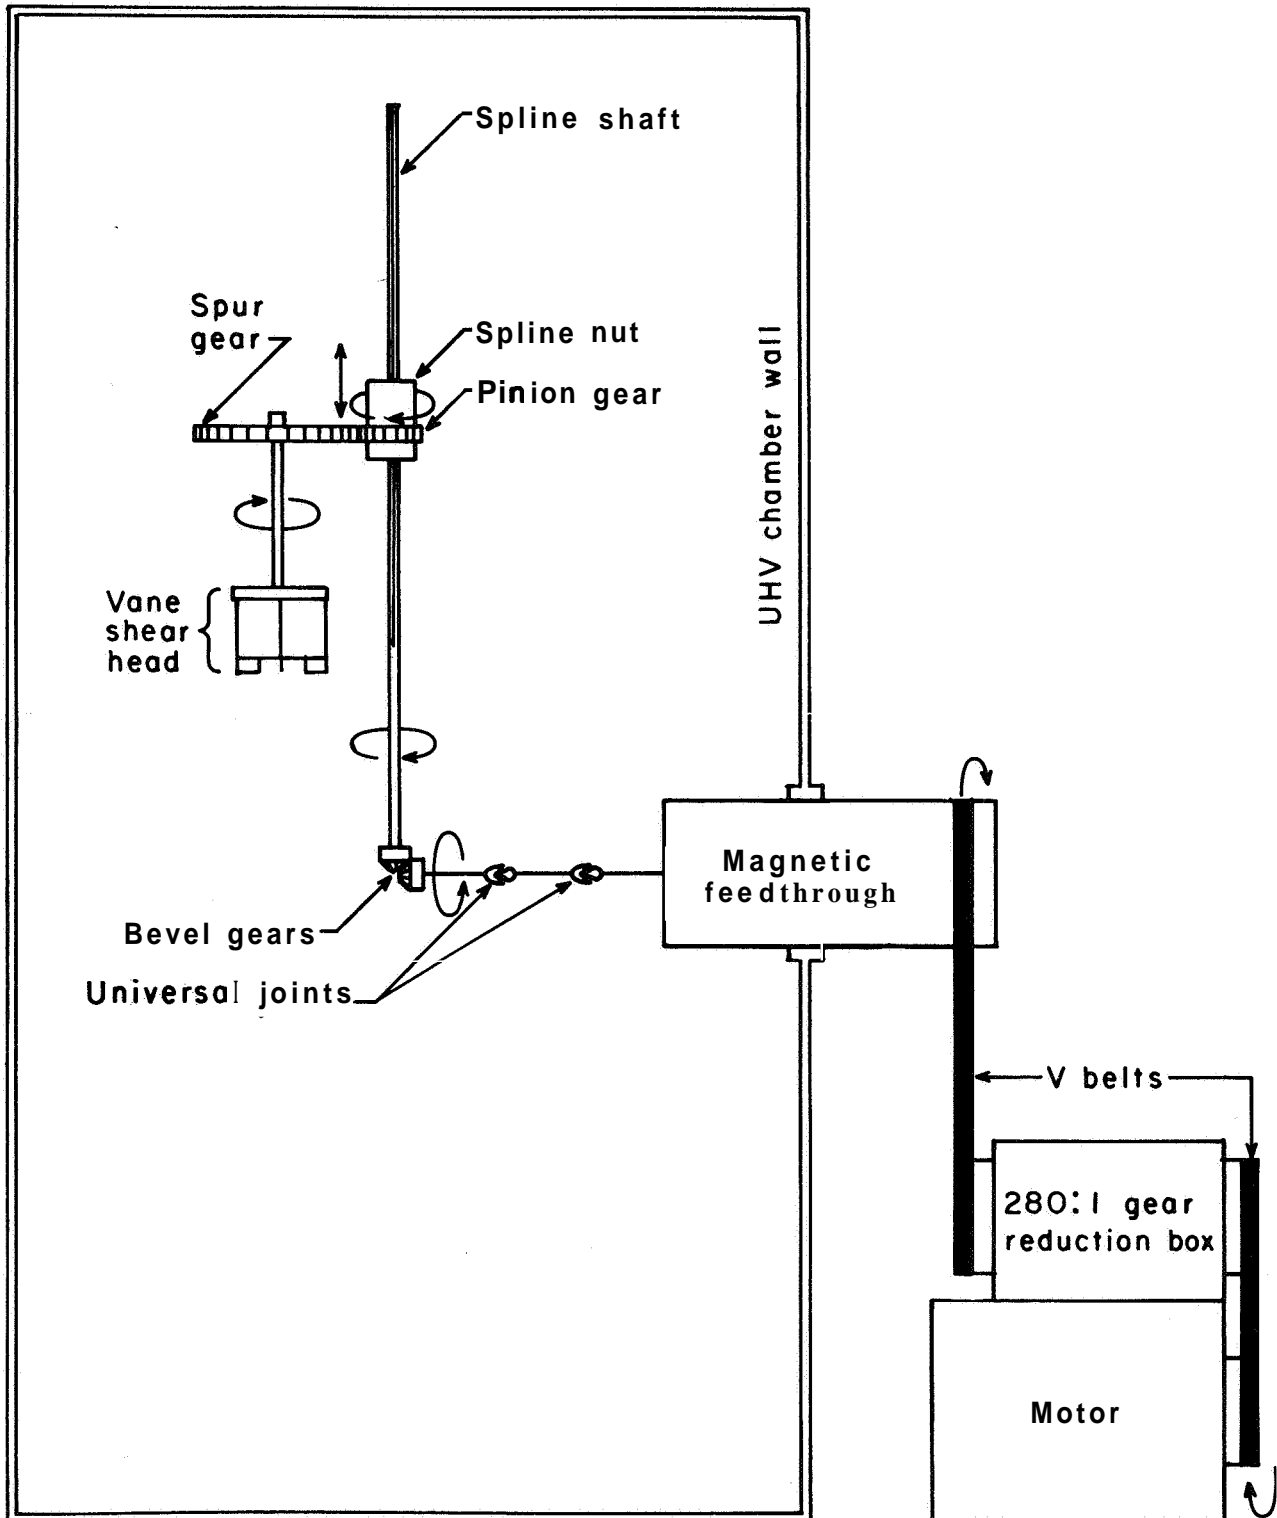 Spline shaft
Spur
gear
Spline nut
Pinion gear
UHV chamber wall
Vane
shear
head
Magnetic
feedthrough
Bevel gears
Universal joints
V belts
280:1 gear
reduction box
Motor